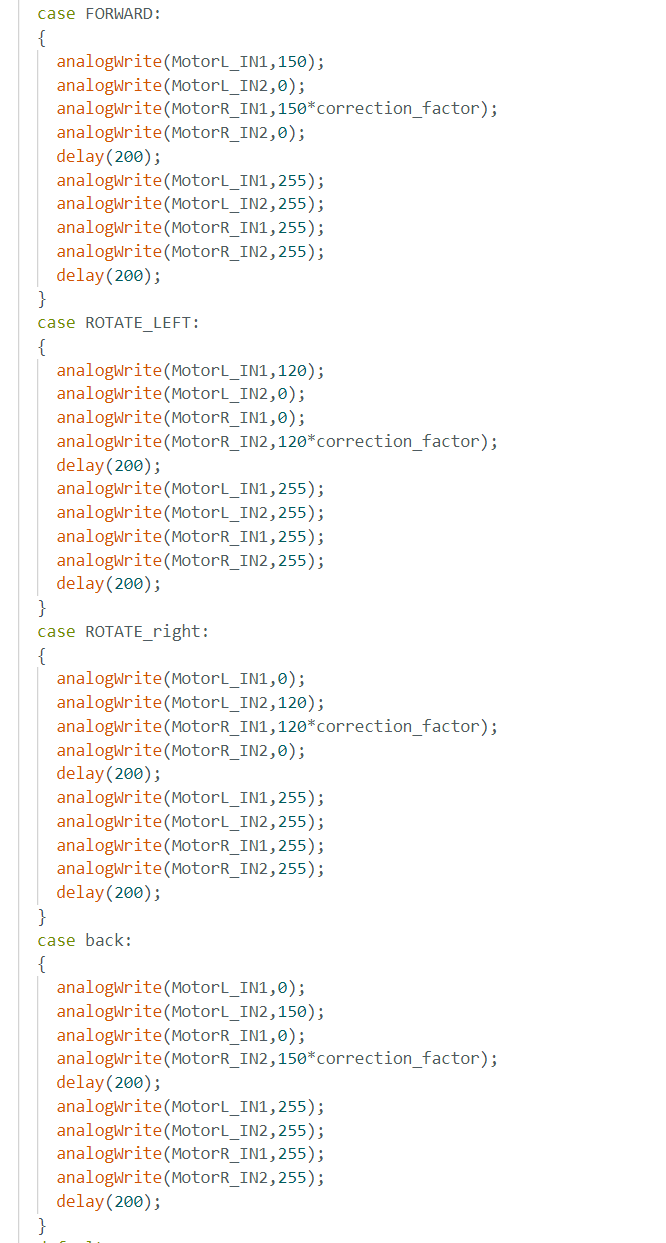 case FORWARD:
{
analogWrite(MotorL_IN1,150);
analogWrite(MotorL_IN2,0);
analogWrite(MotorR_IN1,150*correction_factor);
analogWrite(MotorR_IN2,0);
delay(200);
analogWrite(MotorL_IN1,255);
analogWrite(MotorL_IN2,255);
analogWrite(MotorR_IN1,255);
analogWrite(MotorR_IN2,255);
delay(200);
}
case ROTATE_LEFT:
{
analogWrite(MotorL_IN1,120);
analogWrite(MotorL_IN2,0);
analogWrite(MotorR_IN1,0);
analogWrite(MotorR_IN2,120*correction_factor);
delay(200);
analogWrite(MotorL_IN1,255);
analogWrite(MotorL_IN2,255);
analogWrite(MotorR_IN1,255);
analogWrite(MotorR_IN2,255);
delay(200);
}
case ROTATE_right:
{
analogWrite(MotorL_IN1,0);
analogWrite(MotorL_IN2,120);
analogWrite(MotorR_IN1,120*correction_factor);
analogWrite(MotorR_IN2,0);
delay(200);
analogWrite(MotorL_IN1,255);
analogWrite(MotorL_IN2,255);
analogWrite(MotorR_IN1,255);
analogWrite(MotorR_IN2,255);
delay(200);
}
case back:
{
analogWrite(MotorL_IN1,0);
analogWrite(MotorL_IN2,150);
analogWrite(MotorR_IN1,0);
analogWrite(MotorR_IN2,150*correction_factor);
delay(200);
analogWrite(MotorL_IN1,255);
analogWrite(MotorL_IN2,255);
analogWrite(MotorR_IN1,255);
analogWrite(MotorR_IN2,255);
delay(200);
}